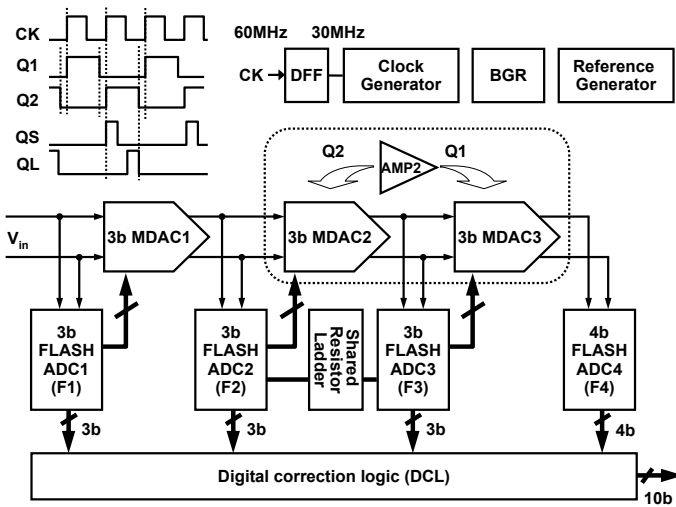 CK
Q1
Q2
QS
QL
60MHz 30MHz
CK
DFF
Clock
Generator
BGR
Reference
Generator
Q2
AMP2
Q1
Vin
3b MDAC1
3b MDAC2
3b MDAC3
3b
FLASH
ADC1
(F1)
3b
FLASH
ADC2
(F2)
Shared
Resistor
Ladder
3b
FLASH
ADC3
(F3)
4b
FLASH
ADC4
(F4)
3b
3b
3b
4b
Digital correction logic (DCL)
10b